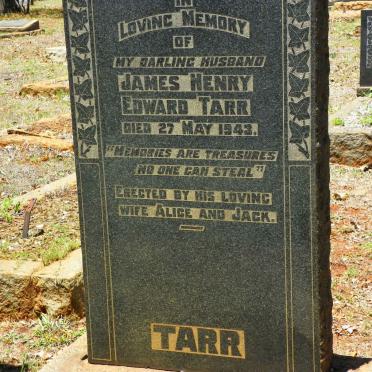 IN
LOVING MEMORY
OF
MY DARLING HUSBAND
JAMES HENRY
EDWARD TARR
DIED 27 MAY 1943.
"MEMORIES ARE TREASURES
NO ONE CAN STEAL"
ERECTED BY HIS LOVING
WIFE ALICE AND JACK.
TARR